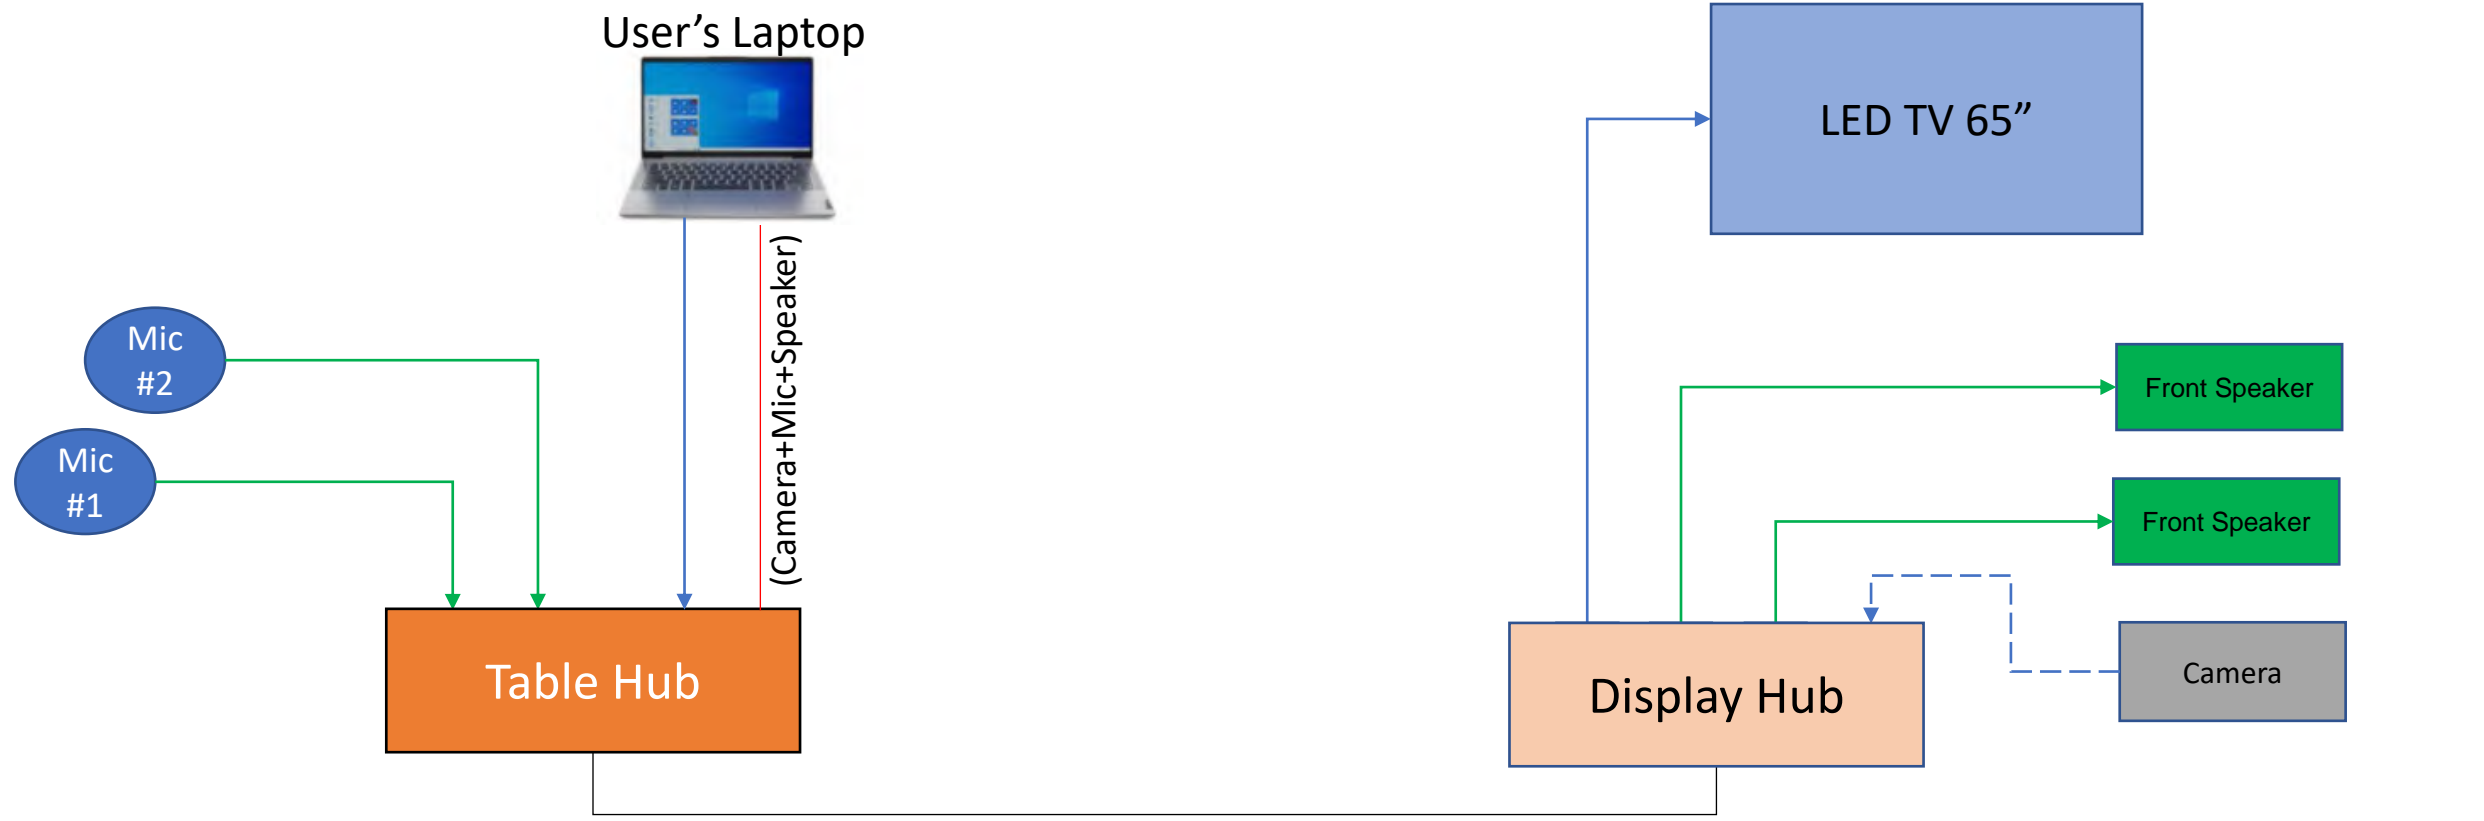 User’s Laptop
LED TV 65”
(Camera+Mic+Speaker)
Mic
#2
Mic
#1
Front Speaker
Front Speaker
Table Hub
Display Hub
Camera